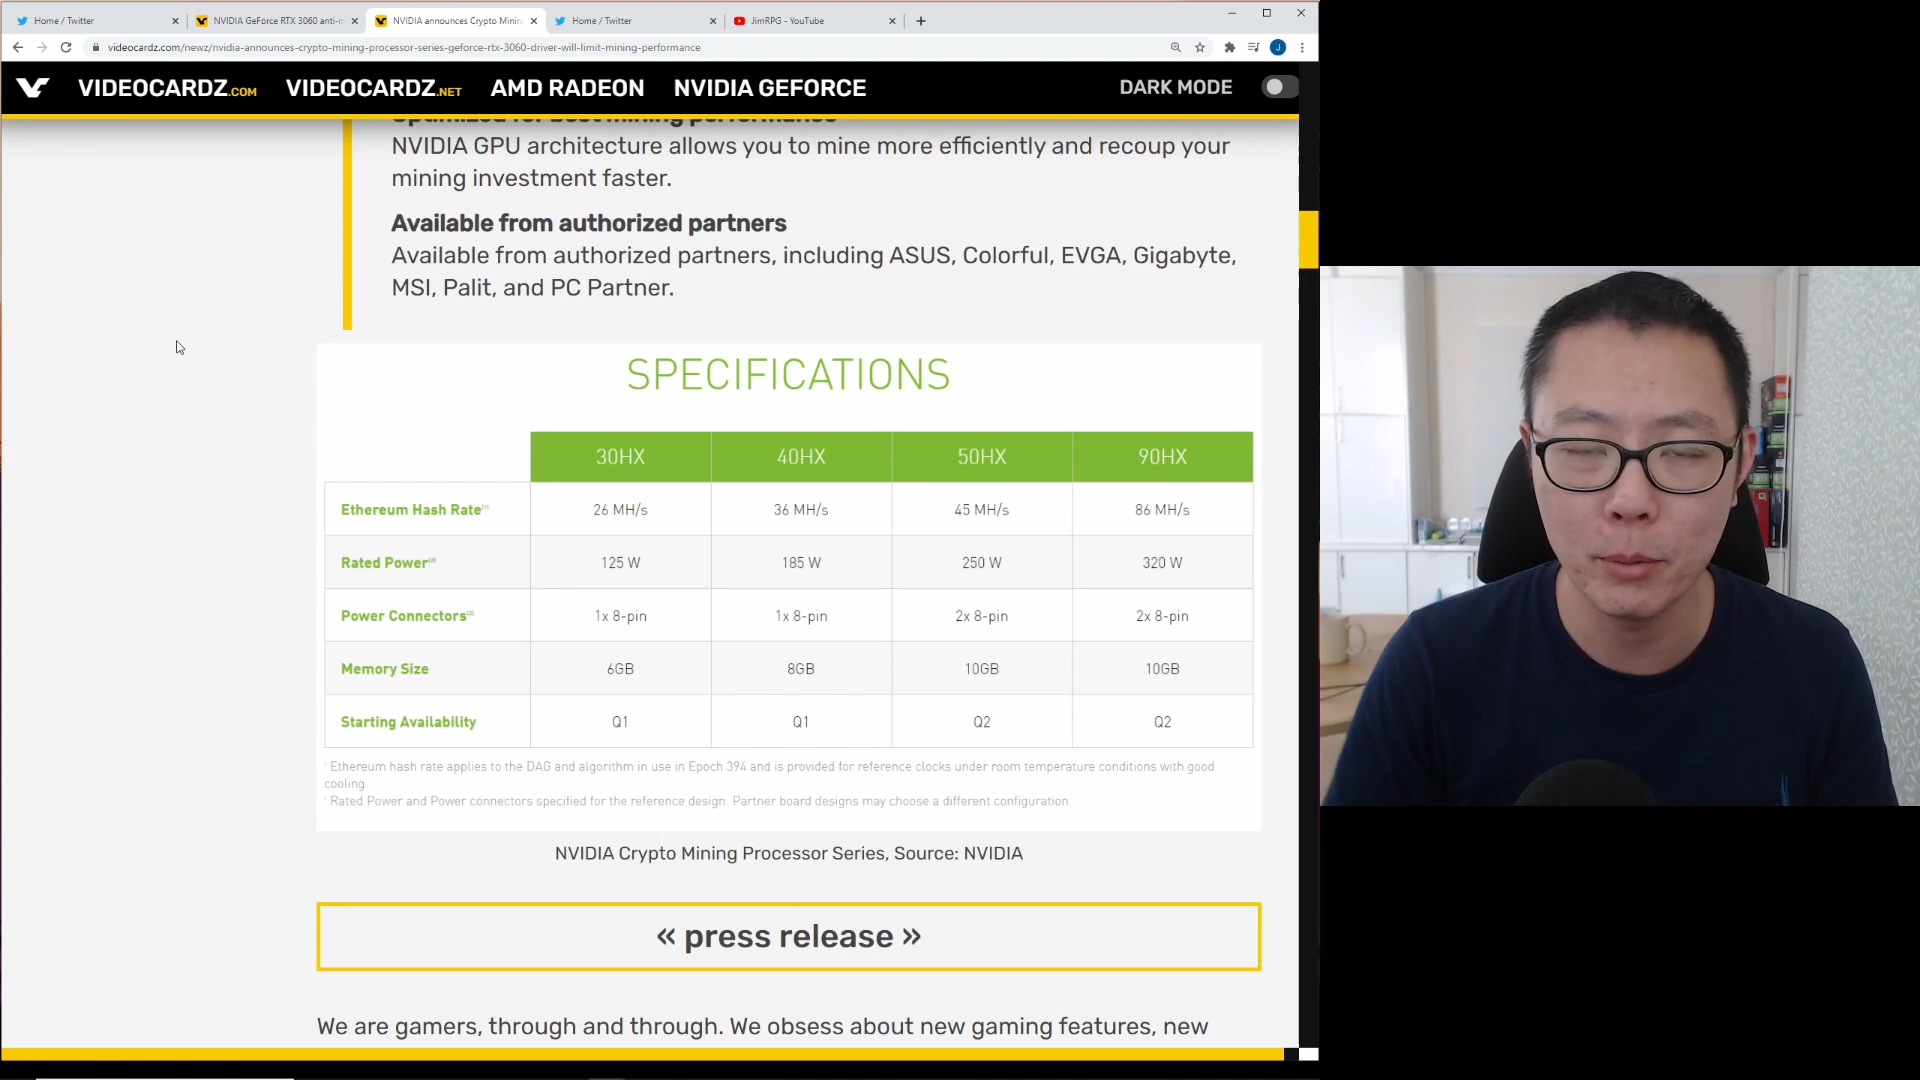 Home / Twitter
NVIDIA GeForce RTX 3060 anti-n
NVIDIA announces Crypto Minin
Home / Twitter
JimRPG - YouTube
videocardz.com/newz/nvidia-announces-crypto-mining-processor-series-geforce-rtx-3060-driver-will-limit-mining-performance
J
VIDEOCARDZ.COM
VIDEOCARDZ.NET
AMD RADEON
NVIDIA GEFORCE
DARK MODE
Optimized for best mining performance
NVIDIA GPU architecture allows you to mine more efficiently and recoup your
mining investment faster.
Available from authorized partners
Available from authorized partners, including ASUS, Colorful, EVGA, Gigabyte,
MSI, Palit, and PC Partner.
SPECIFICATIONS
30HX 40HX 50HX 90HX
Ethereum Hash Rate(1) 26 MH/s 36 MH/s 45 MH/s 86 MH/s
Rated Power(2) 125 W 185 W 250 W 320 W
Power Connectors(2) 1x 8-pin 1x 8-pin 2x 8-pin 2x 8-pin
Memory Size 6GB 8GB 10GB 10GB
Starting Availability Q1 Q1 Q2 Q2
Ethereum hash rate applies to the DAG and algorithm in use in Epoch 394 and is provided for reference clocks under room temperature conditions with good
cooling.
Rated Power and Power connectors specified for the reference design. Partner board designs may choose a different configuration.
NVIDIA Crypto Mining Processor Series, Source: NVIDIA
« press release »
We are gamers, through and through. We obsess about new gaming features, new